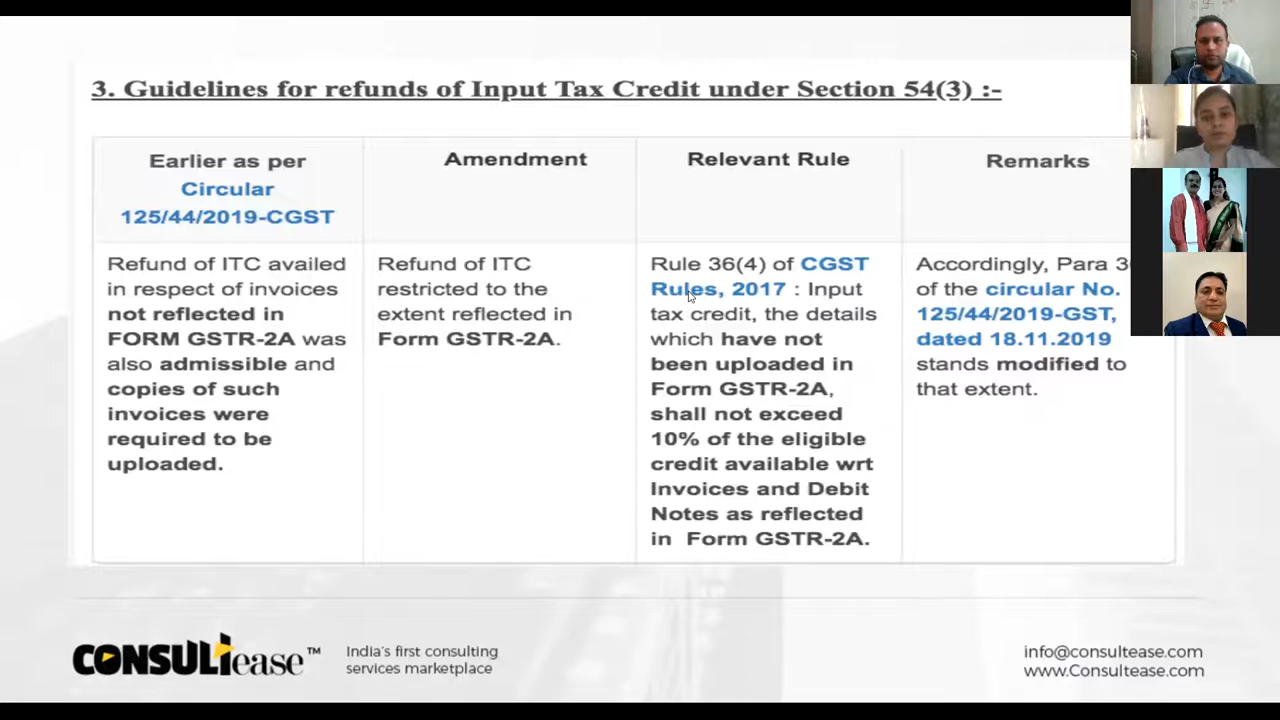 3. Guidelines for refunds of Input Tax Credit under Section 54(3) :-
Earlier as per
Circular
125/44/2019-CGST
Amendment
Relevant Rule
Remarks
Refund of ITC availed
in respect of invoices
not reflected in
FORM GSTR-2A was
also admissible and
copies of such
invoices were
required to be
uploaded.
Refund of ITC
restricted to the
extent reflected in
Form GSTR-2A.
Rule 36(4) of CGST
Rules, 2017 : Input
tax credit, the details
which have not
been uploaded in
Form GSTR-2A,
shall not exceed
10% of the eligible
credit available wrt
Invoices and Debit
Notes as reflected
in Form GSTR-2A.
Accordingly, Para
of the circular No.
125/44/2019-GST,
dated 18.11.2019
stands modified to
that extent.
CONSULTease™
India's first consulting
services marketplace
info@consultease.com
www.Consultease.com